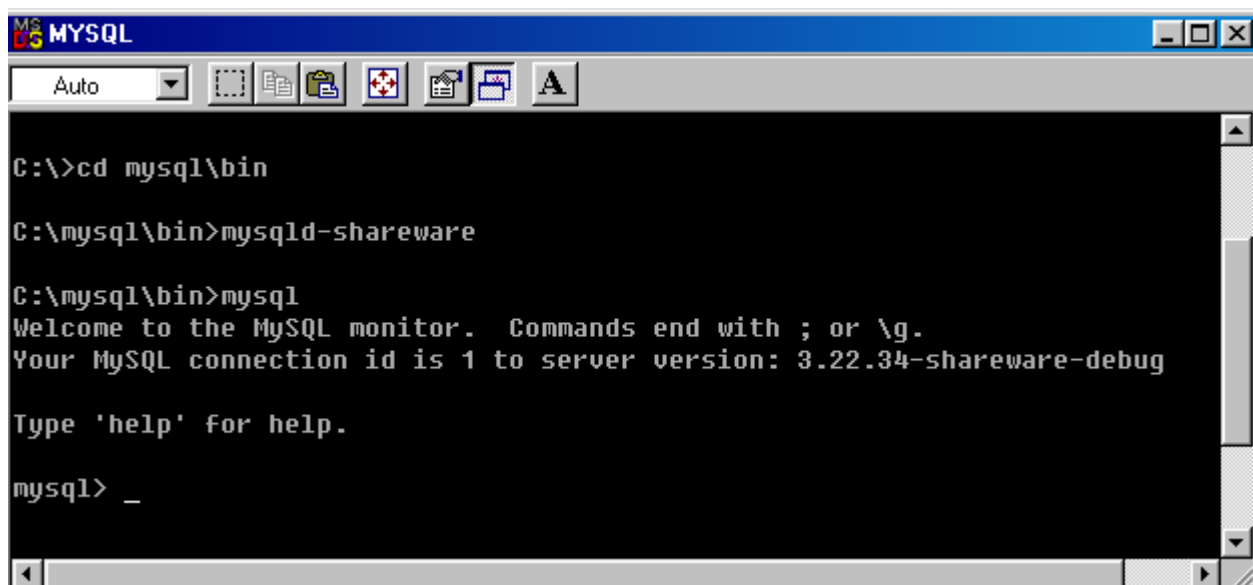 MYSQL
Auto
A
C:\>cd mysql\bin
C:\mysql\bin>mysqld-shareware
C:\mysql\bin>mysql
Welcome to the MySQL monitor.  Commands end with ; or \g.
Your MySQL connection id is 1 to server version: 3.22.34-shareware-debug
Type 'help' for help.
mysql> _